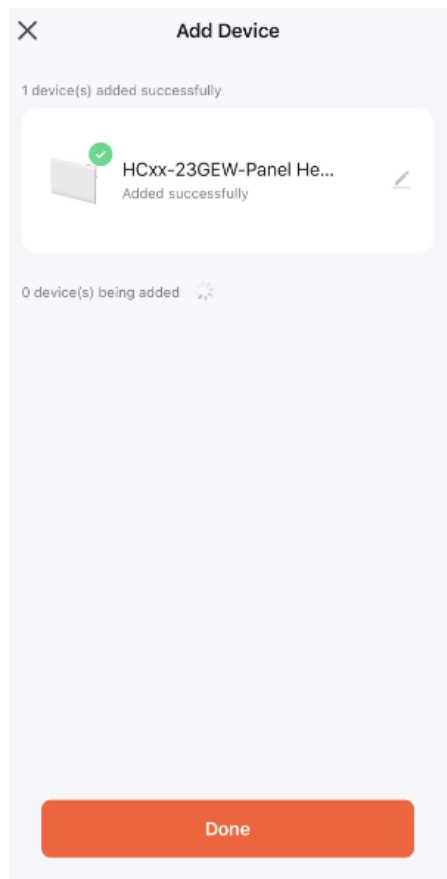 Add Device
1 device(s) added successfully
HCxx-23GEW-Panel He...
Added successfully
0 device(s) being added
Done